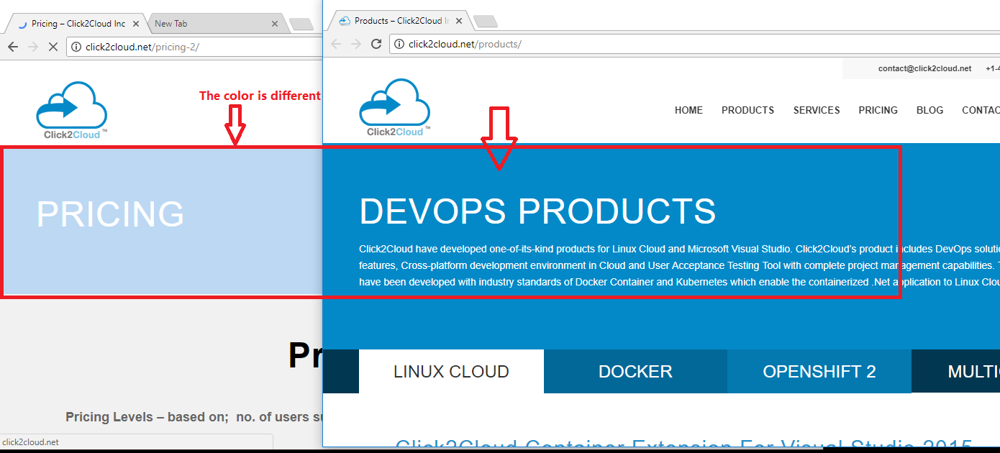 Pricing – Click2Cloud Inc
New Tab
click2cloud.net/pricing-2/
Click2Cloud ™
The color is different
PRICING
Pr
Pricing Levels – based on; no. of users su
click2cloud.net
Products – Click2Cloud In
click2cloud.net/products/
contact@click2cloud.net +1-4
Click2Cloud ™
HOME PRODUCTS SERVICES PRICING BLOG CONTAC
DEVOPS PRODUCTS
Click2Cloud have developed one-of-its-kind products for Linux Cloud and Microsoft Visual Studio. Click2Cloud's product includes DevOps solutio
features, Cross-platform development environment in Cloud and User Acceptance Testing Tool with complete project management capabilities. T
have been developed with industry standards of Docker Container and Kubernetes which enable the containerized .Net application to Linux Clou
LINUX CLOUD DOCKER OPENSHIFT 2 MULTI
Click2Cloud Container Extension For Visual Studio 2015